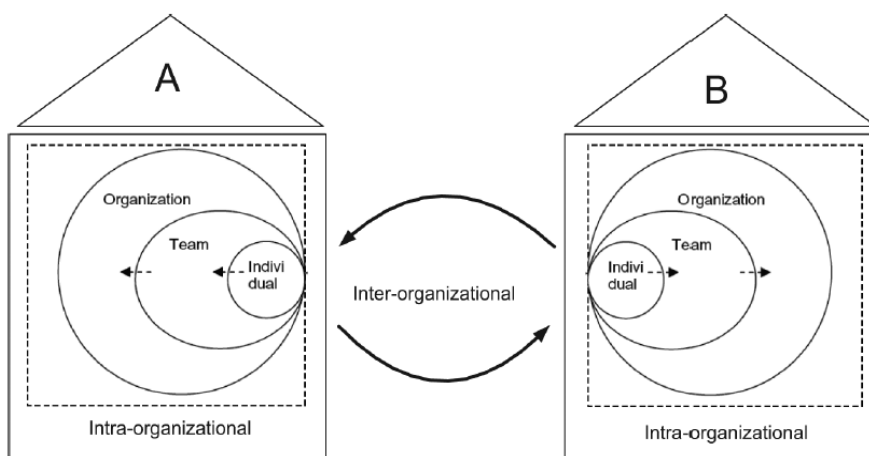 A
B
Organization
Team
Indivi
dual
Intra-organizational
Inter-organizational
Organization
Team
Indivi
dual
Intra-organizational